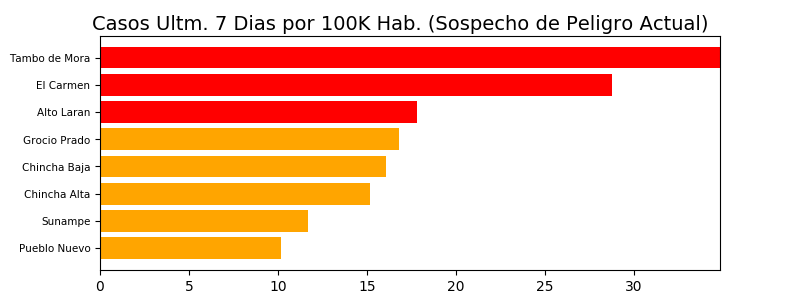 Casos Ultm. 7 Dias por 100K Hab. (Sospecho de Peligro Actual)
Tambo de Mora
El Carmen
Alto Laran
Grocio Prado
Chincha Baja
Chincha Alta
Sunampe
Pueblo Nuevo
0 5 10 15 20 25 30